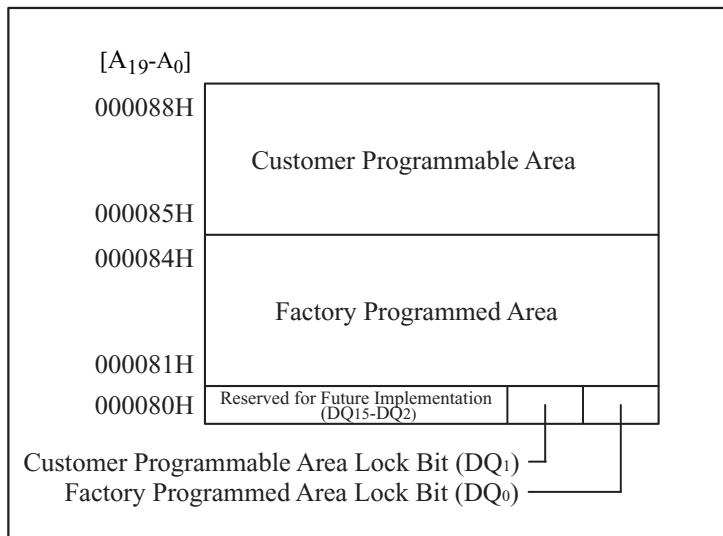 [A19-A0]
000088H
Customer Programmable Area
000085H
000084H
Factory Programmed Area
000081H
000080H
Reserved for Future Implementation
(DQ15-DQ2)
Customer Programmable Area Lock Bit (DQ1)
Factory Programmed Area Lock Bit (DQ0)